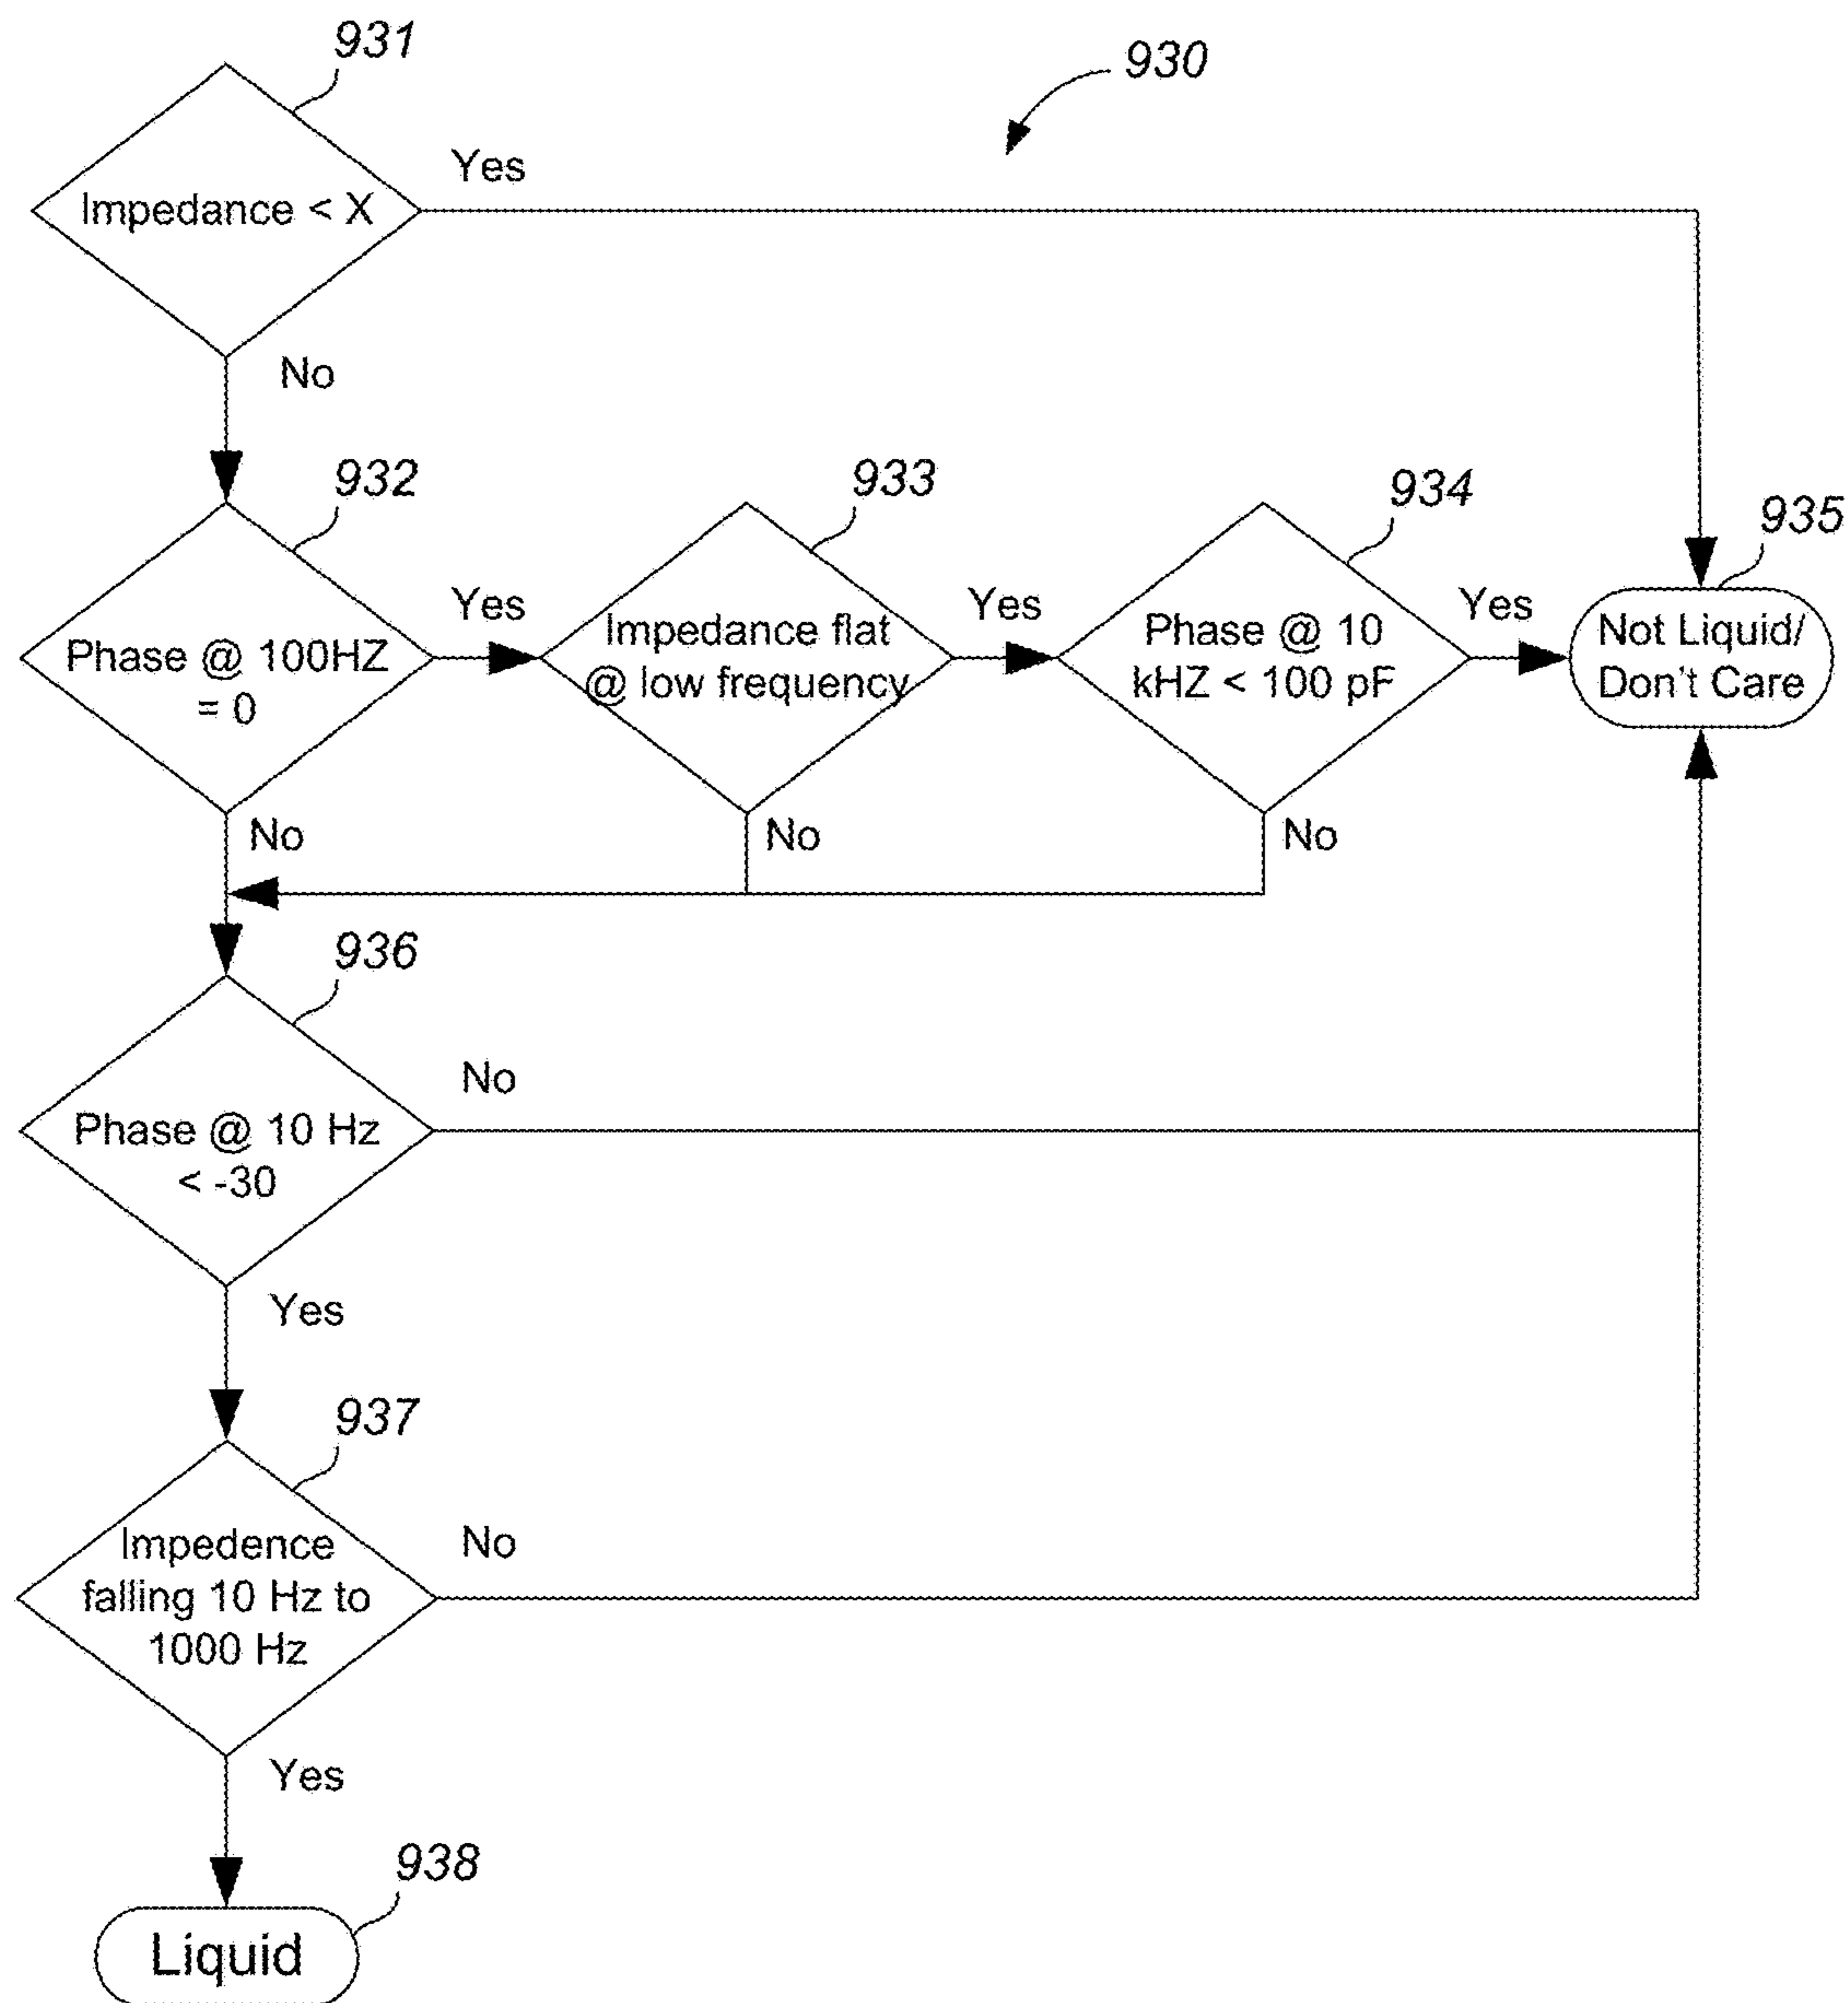 931
930
Yes
Impedance < X
No
932
933
934
935
Yes
Yes
Yes
Phase @ 100HZ
= 0
Impedance flat
@ low frequency
Phase @ 10
kHZ < 100 pF
Not Liquid/
Don't Care
No
No
No
936
No
Phase @ 10 Hz
< -30
Yes
937
No
Impedence
falling 10 Hz to
1000 Hz
Yes
938
Liquid